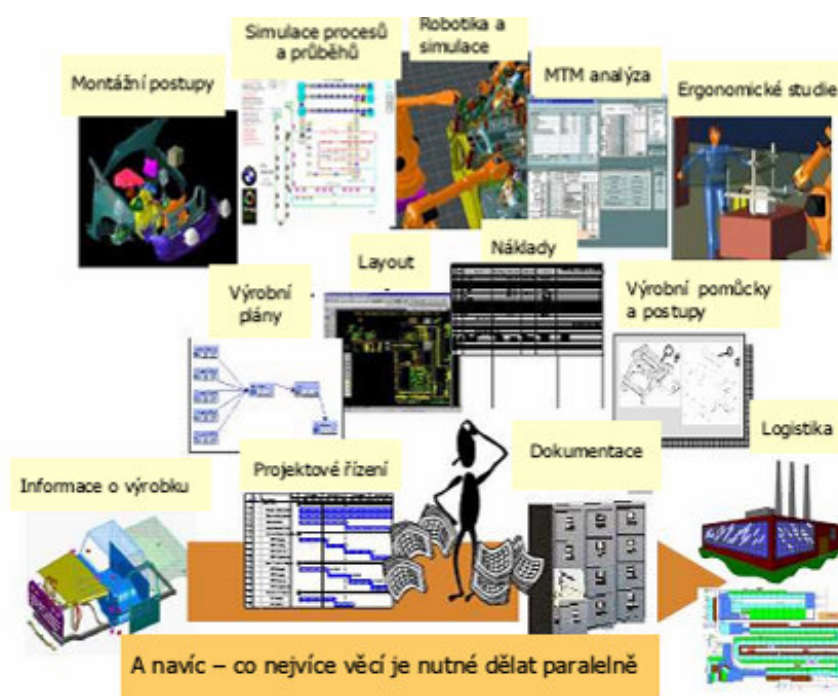 Simulace procesů
a průběhů
Robotika a
simulace
Montážní postupy
MTM analýza
Ergonomické studie
Náklady
Layout
Výrobní
plány
Výrobní pomůcky
a postupy
Logistika
Dokumentace
Projektové řízení
Informace o výrobku
A navíc – co nejvíce věcí je nutné dělat paralelně